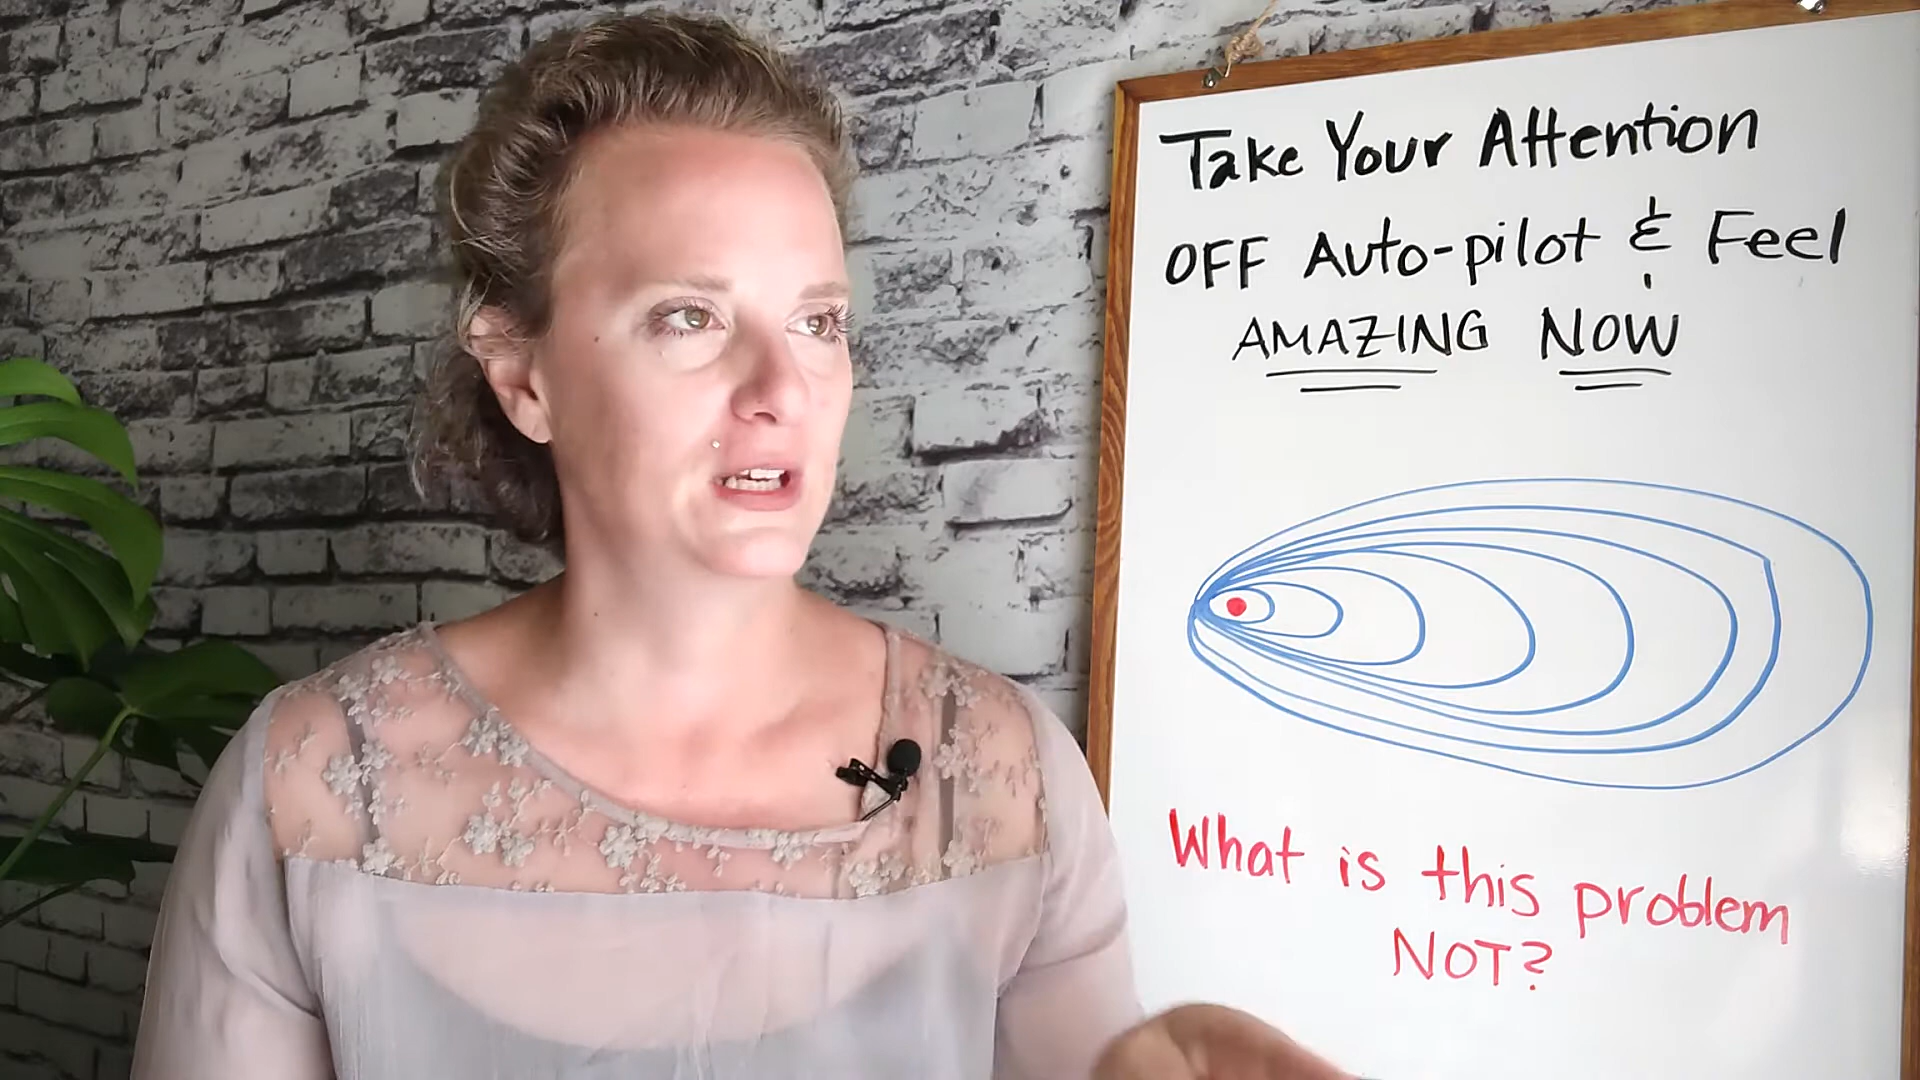 Take Your Attention
OFF Auto-pilot & Feel
AMAZING NOW
What is this problem
NOT?